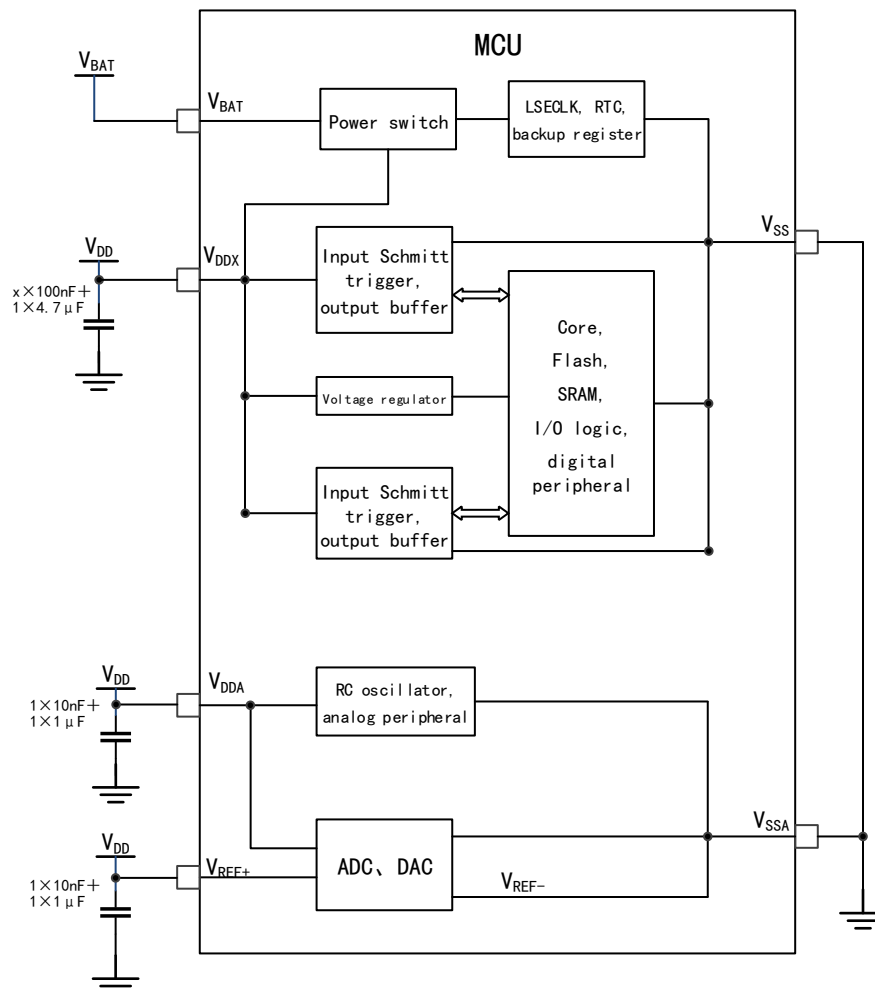 MCU
VBAT
VBAT
Power switch
LSECLK, RTC,
backup register
VDD
VDDX
x×100nF+
1×4.7μF
Input Schmitt
trigger,
output buffer
VSS
Core,
Flash,
SRAM,
I/O logic,
digital
peripheral
Voltage regulator
Input Schmitt
trigger,
output buffer
VDD
VDDA
1×10nF+
1×1μF
RC oscillator,
analog peripheral
VDD
VREF+
1×10nF+
1×1μF
ADC、DAC
VREF-
VSSA